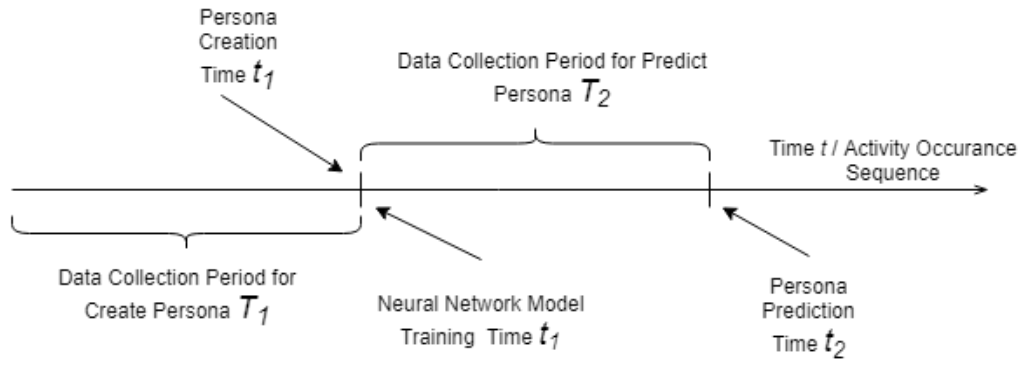 Persona
Creation
Time t1
Data Collection Period for Predict
Persona T2
Time t / Activity Occurance
Sequence
Data Collection Period for
Create Persona T1
Neural Network Model
Training Time t1
Persona
Prediction
Time t2